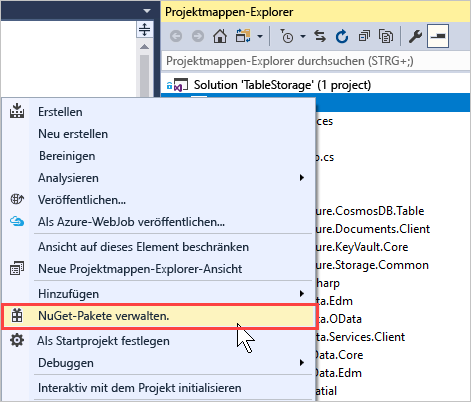 Projektmappen-Explorer
Projektmappen-Explorer durchsuchen (STRG+;)
Solution 'TableStorage' (1 project)
Erstellen
Neu erstellen
Bereinigen
Analysieren
Veröffentlichen...
Als Azure-WebJob veröffentlichen...
Ansicht auf dieses Element beschränken
Neue Projektmappen-Explorer-Ansicht
Hinzufügen
NuGet-Pakete verwalten.
Als Startprojekt festlegen
Debuggen
Interaktiv mit dem Projekt initialisieren
ces
o.cs
ure.CosmosDB.Table
ure.Documents.Client
ure.KeyVault.Core
ure.Storage.Common
harp
ata.Edm
ata.OData
ata.Services.Client
Data.Core
Data.Edm
patial